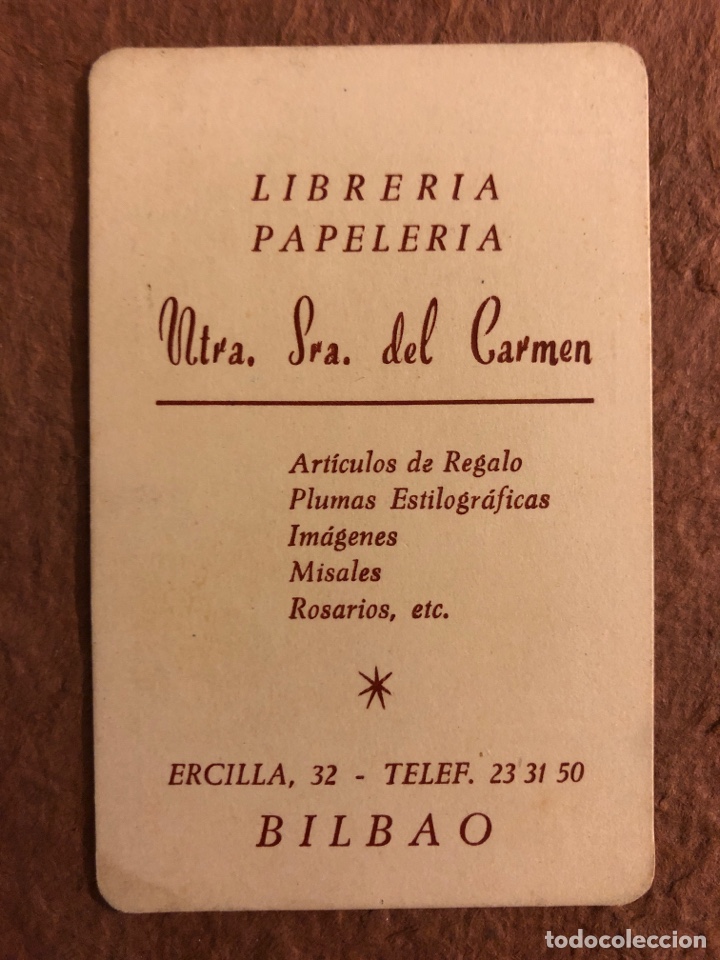 LIBRERIA
PAPELERIA
Ntra. Sra. del Carmen
Artículos de Regalo
Plumas Estilográficas
Imágenes
Misales
Rosarios, etc.
ERCILLA, 32 - TELEF. 23 31 50
BILBAO
todocoleccion